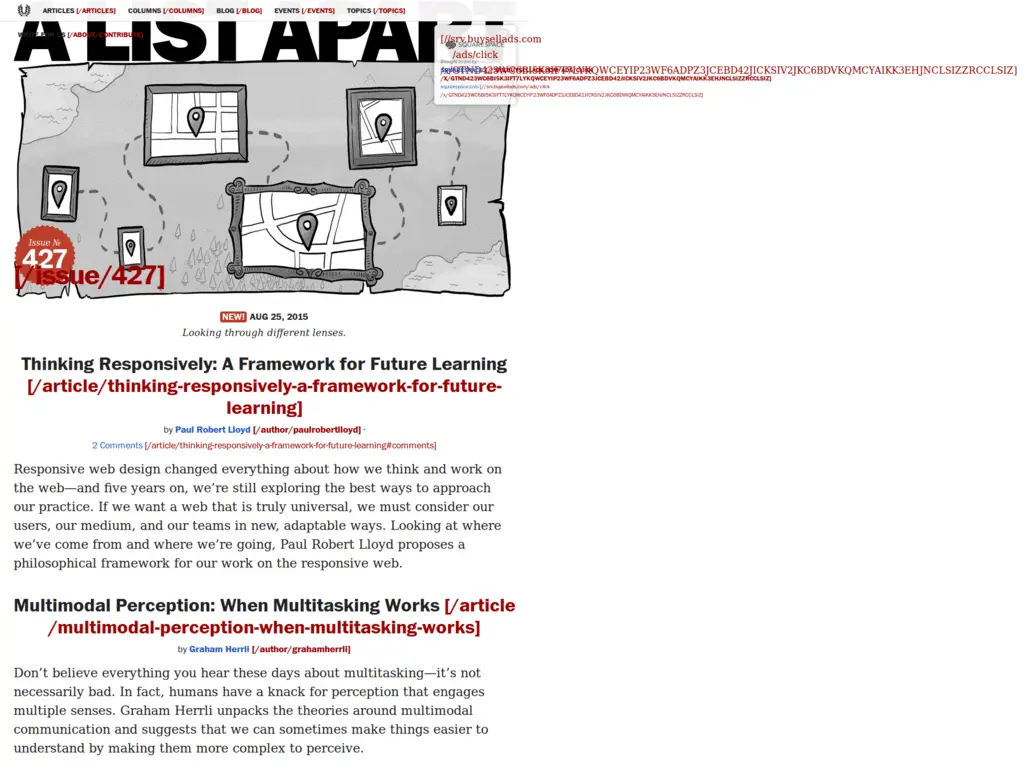 ARTICLES [/ARTICLES] COLUMNS [/COLUMNS] BLOG [/BLOG] EVENTS [/EVENTS] TOPICS [/TOPICS]
[/ABOUT/CONTRIBUTE]
A LIST APART
[//srv.buysellads.com
/ads/click
SQUARESPACE
Issue №
427
[/issue/427]
NEW! AUG 25, 2015
Looking through different lenses.
Thinking Responsively: A Framework for Future Learning
[/article/thinking-responsively-a-framework-for-future-
learning]
by Paul Robert Lloyd [/author/paulrobertlloyd] ·
2 Comments [/article/thinking-responsively-a-framework-for-future-learning#comments]
Responsive web design changed everything about how we think and work on
the web—and five years on, we’re still exploring the best ways to approach
our practice. If we want a web that is truly universal, we must consider our
users, our medium, and our teams in new, adaptable ways. Looking at where
we’ve come from and where we’re going, Paul Robert Lloyd proposes a
philosophical framework for our work on the responsive web.
Multimodal Perception: When Multitasking Works [/article
/multimodal-perception-when-multitasking-works]
by Graham Herrli [/author/grahamherrli]
Don’t believe everything you hear these days about multitasking—it’s not
necessarily bad. In fact, humans have a knack for perception that engages
multiple senses. Graham Herrli unpacks the theories around multimodal
communication and suggests that we can sometimes make things easier to
understand by making them more complex to perceive.